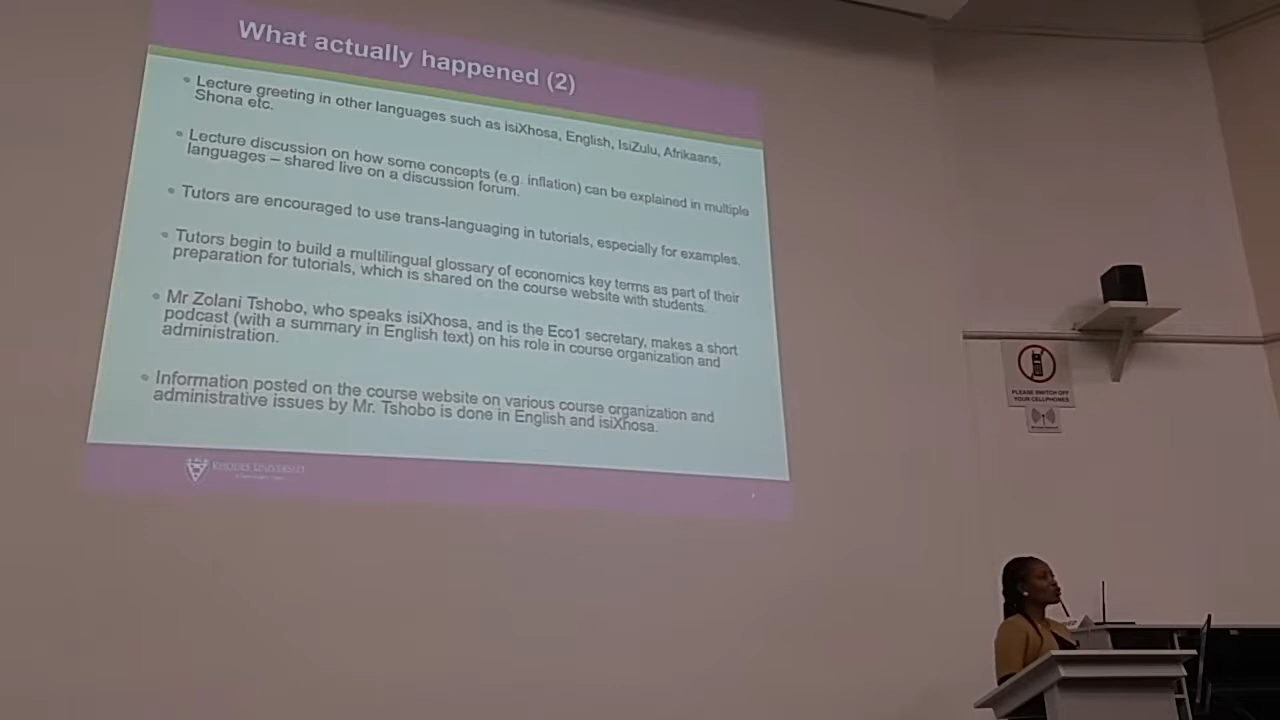 What actually happened (2)
• Lecture greeting in other languages such as isiXhosa, English, IsiZulu, Afrikaans,
Shona etc.
• Lecture discussion on how some concepts (e.g. inflation) can be explained in multiple
languages – shared live on a discussion forum.
• Tutors are encouraged to use trans-languaging in tutorials, especially for examples.
• Tutors begin to build a multilingual glossary of economics key terms as part of their
preparation for tutorials, which is shared on the course website with students.
• Mr Zolani Tshobo, who speaks isiXhosa, and is the Eco1 secretary, makes a short
podcast (with a summary in English text) on his role in course organization and
administration.
• Information posted on the course website on various course organization and
administrative issues by Mr. Tshobo is done in English and isiXhosa.
RHODES UNIVERSITY
PLEASE SWITCH OFF
YOUR CELLPHONES